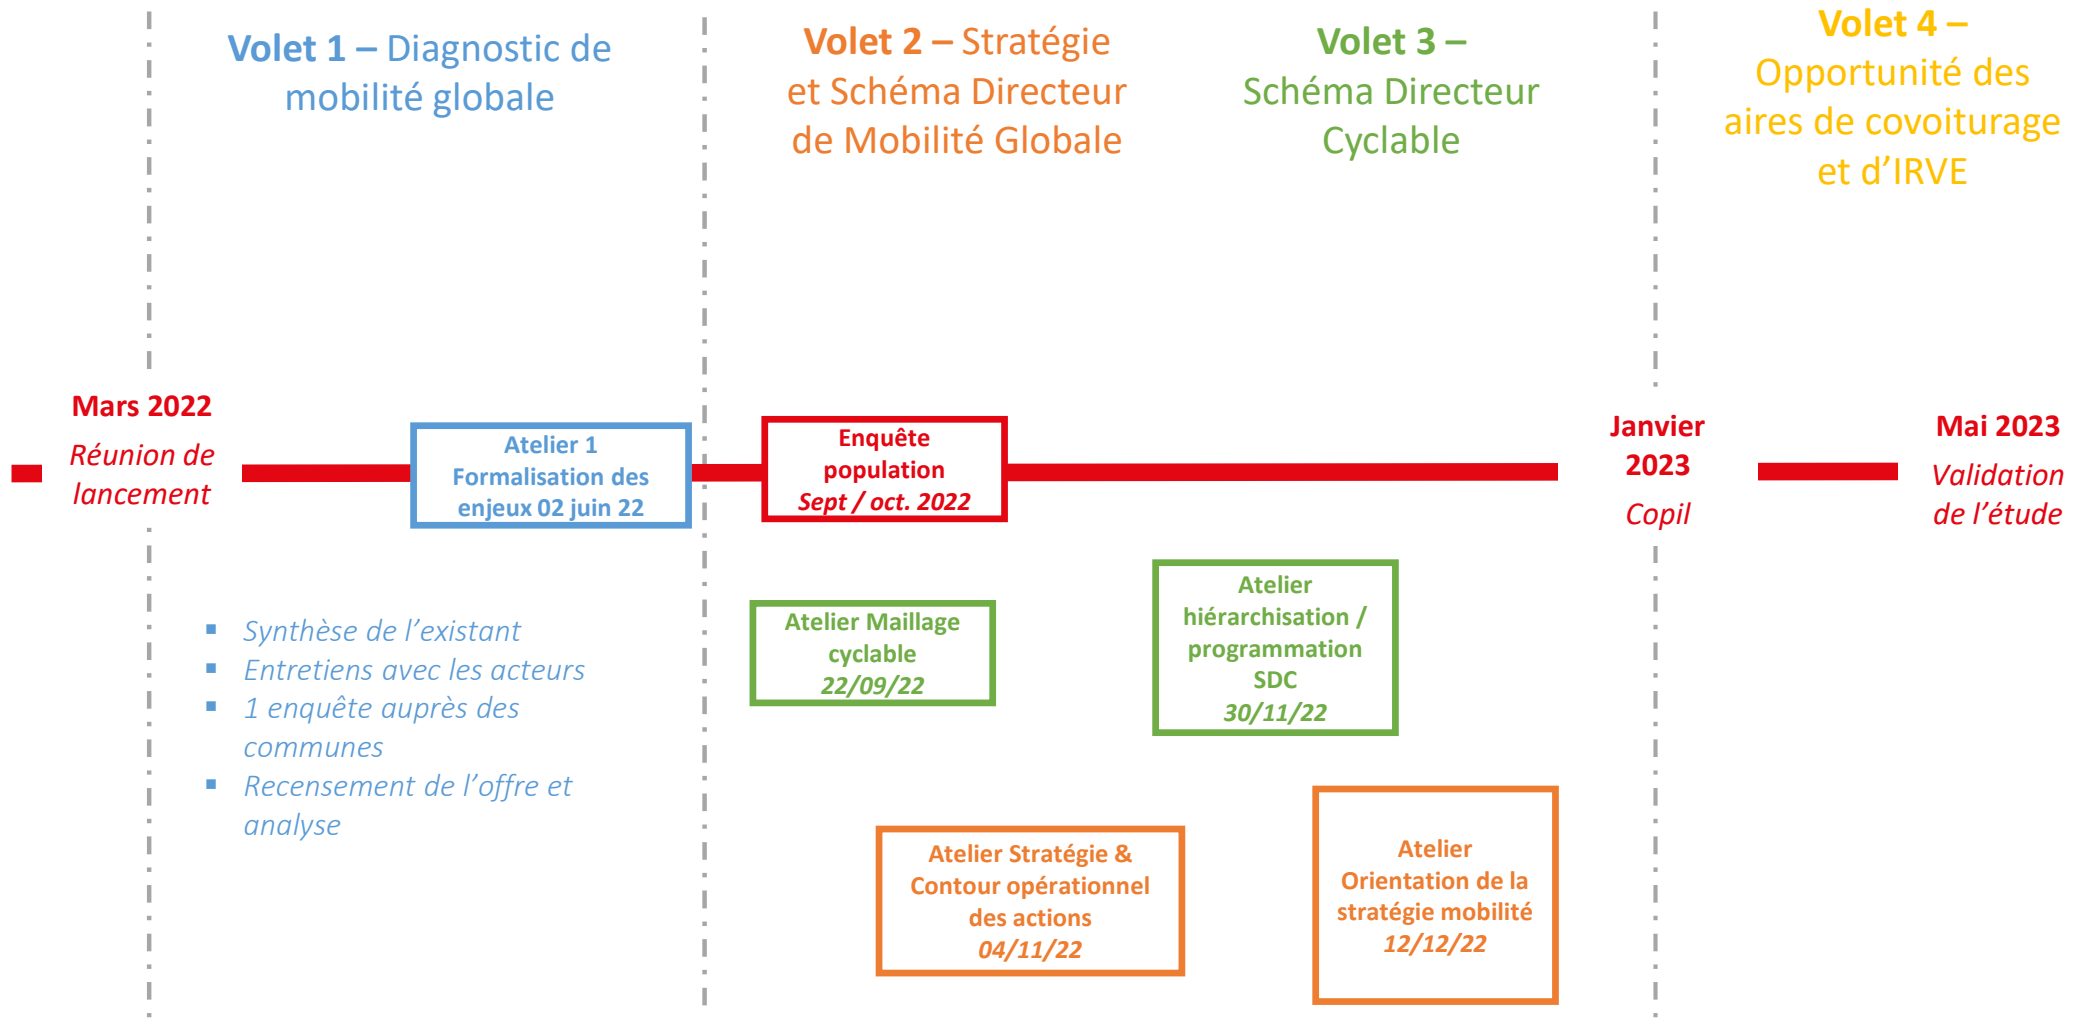 Volet 1 – Diagnostic de
mobilité globale
Volet 2 – Stratégie
et Schéma Directeur
de Mobilité Globale
Volet 3 –
Schéma Directeur
Cyclable
Volet 4 –
Opportunité des
aires de covoiturage
et d’IRVE
Mars 2022
Réunion de
lancement
Atelier 1
Formalisation des
enjeux 02 juin 22
Enquête
population
Sept / oct. 2022
Janvier
2023
Copil
Mai 2023
Validation
de l’étude
▪ Synthèse de l’existant
▪ Entretiens avec les acteurs
▪ 1 enquête auprès des
communes
▪ Recensement de l’offre et
analyse
Atelier Maillage
cyclable
22/09/22
Atelier
hiérarchisation /
programmation
SDC
30/11/22
Atelier Stratégie &
Contour opérationnel
des actions
04/11/22
Atelier
Orientation de la
stratégie mobilité
12/12/22